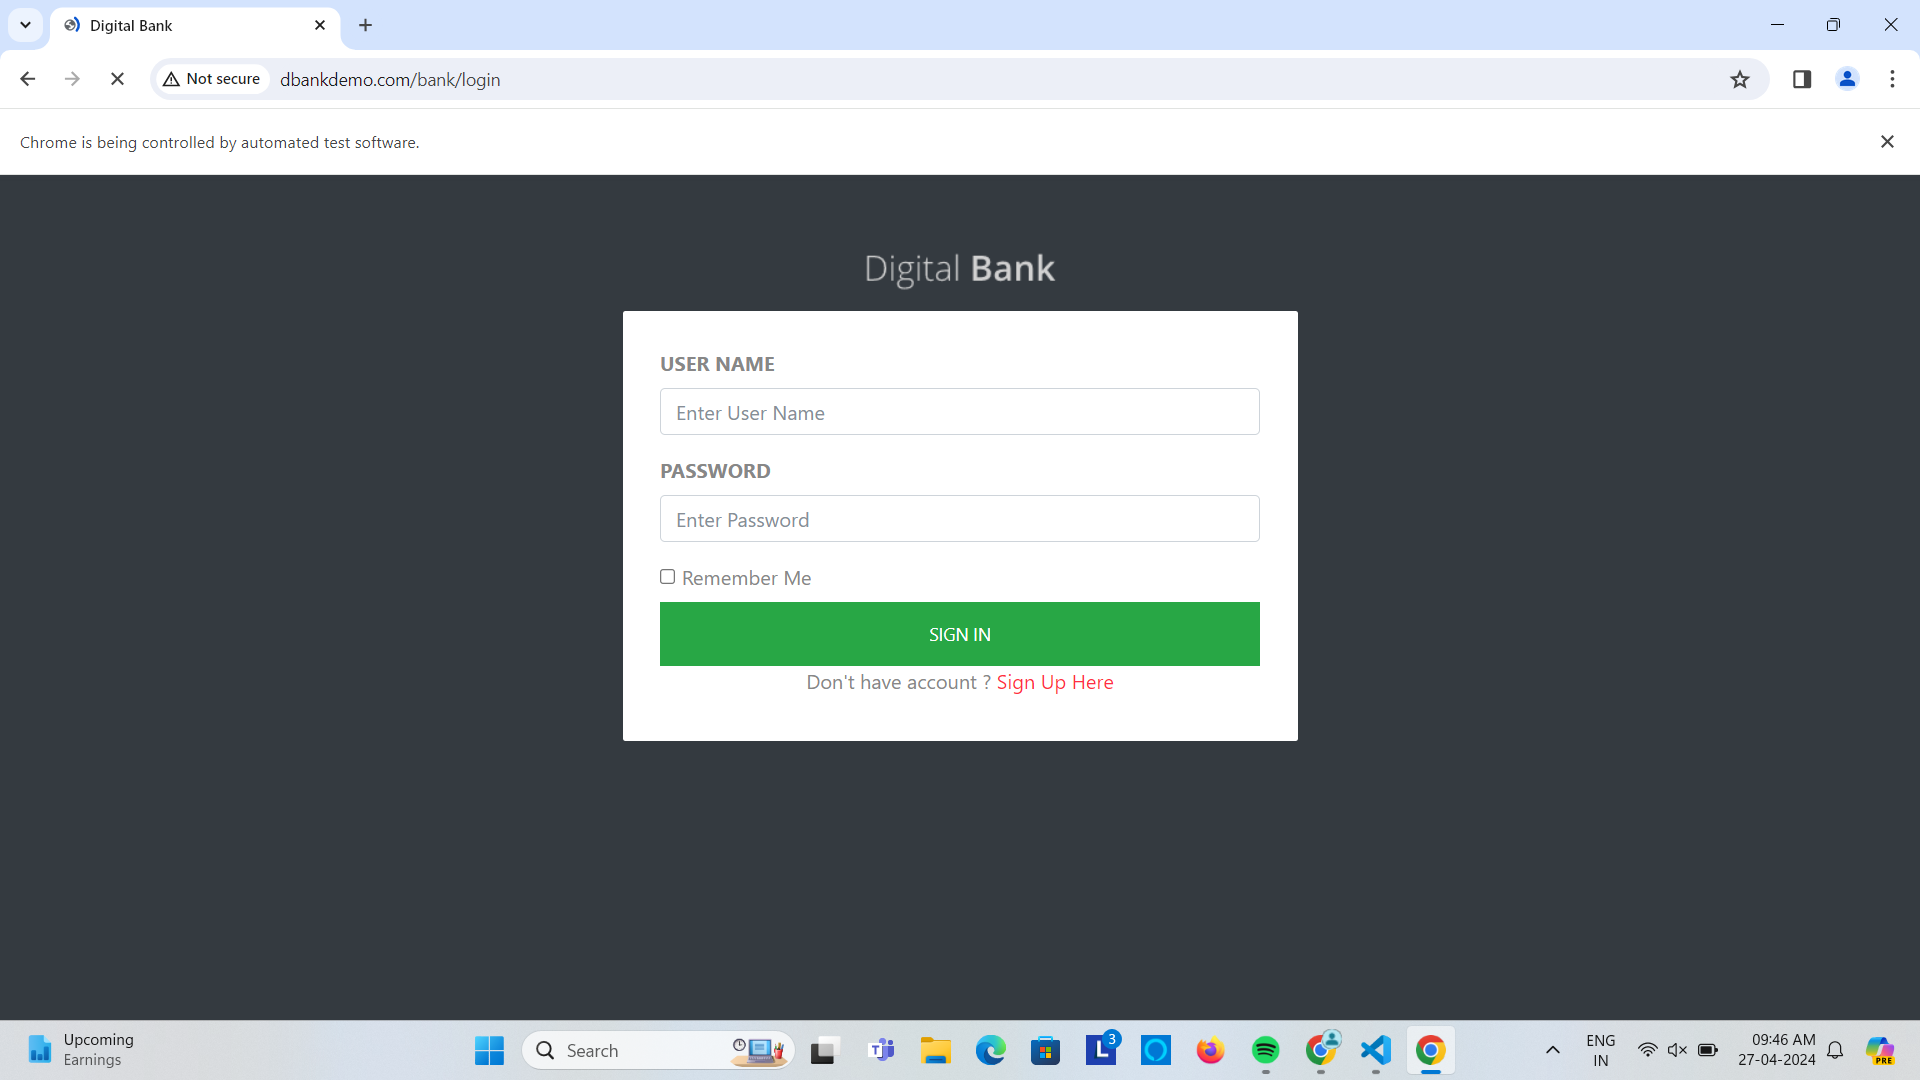 Digital Bank
Not secure
dbankdemo.com/bank/login
Chrome is being controlled by automated test software.
Digital Bank
USER NAME
Enter User Name
PASSWORD
Enter Password
Remember Me
SIGN IN
Don't have account ? Sign Up Here
Upcoming
Earnings
Search
T
L
3
PRE
ENG
IN
09:46 AM
27-04-2024